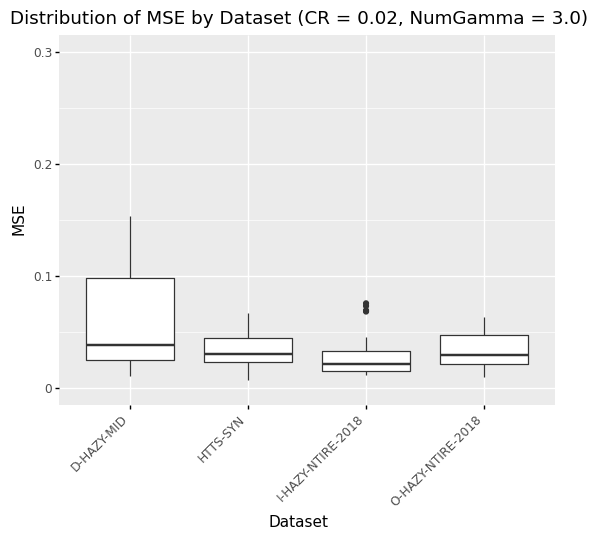 Distribution of MSE by Dataset (CR = 0.02, NumGamma = 3.0)
0.3
0.2
0.1
0
MSE
D-HAZY-MID
HTTS-SYN
I-HAZY-NTIRE-2018
O-HAZY-NTIRE-2018
Dataset